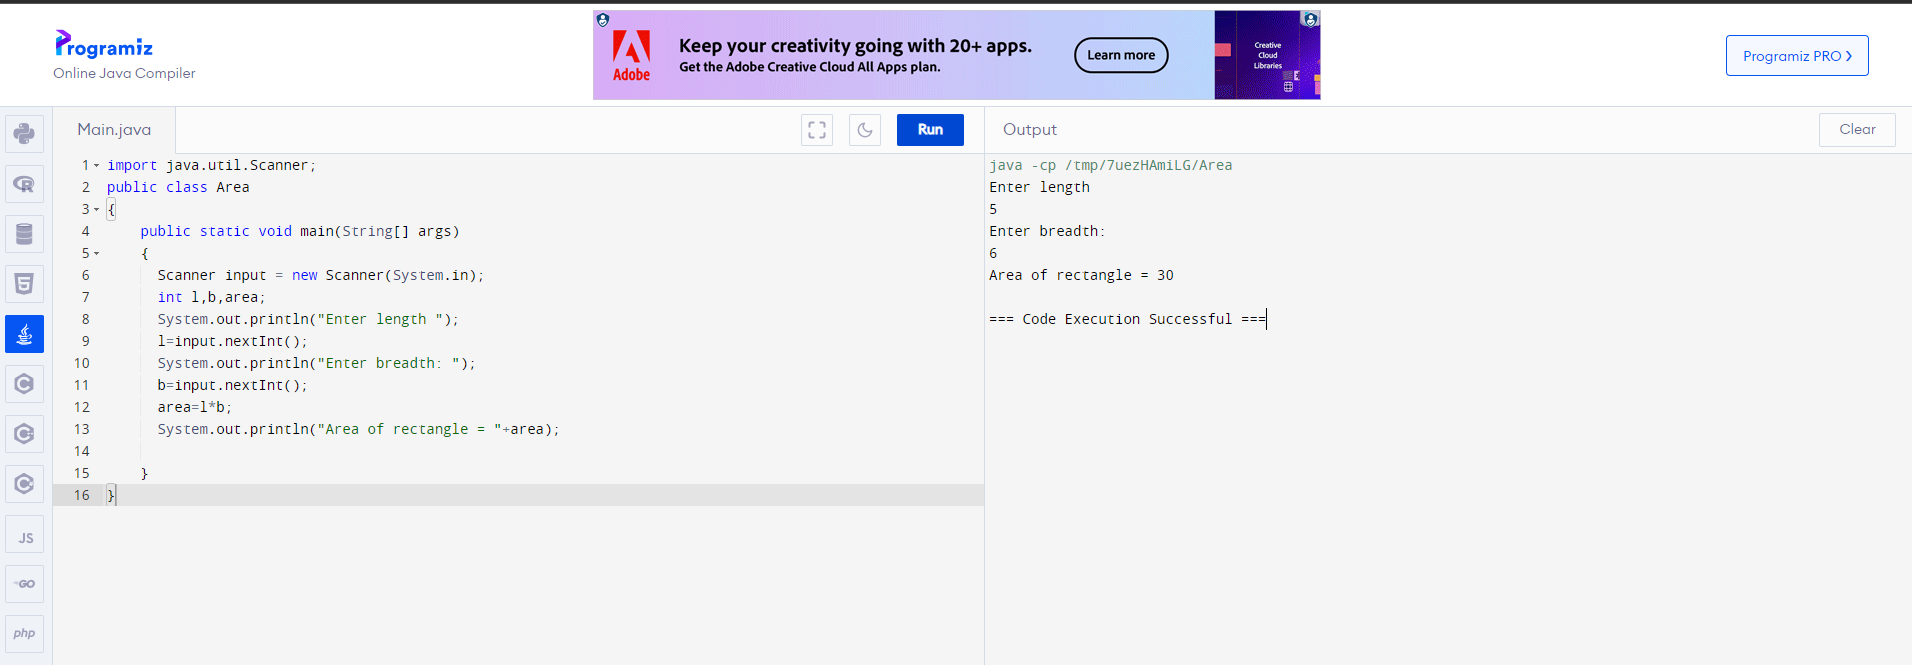 Programiz
Online Java Compiler
Adobe
Keep your creativity going with 20+ apps.
Get the Adobe Creative Cloud All Apps plan.
Learn more
Creative
Cloud
Libraries
Programiz PRO ›
Main.java
Run
Output
Clear
1 import java.util.Scanner;
2 public class Area
3 {
4 public static void main(String[] args)
5 {
6 Scanner input = new Scanner(System.in);
7 int l,b,area;
8 System.out.println("Enter length ");
9 l=input.nextInt();
10 System.out.println("Enter breadth: ");
11 b=input.nextInt();
12 area=l*b;
13 System.out.println("Area of rectangle = "+area);
14
15 }
16 }
java -cp /tmp/7uezHAmiLG/Area
Enter length
5
Enter breadth:
6
Area of rectangle = 30
=== Code Execution Successful ===
JS
GO
php